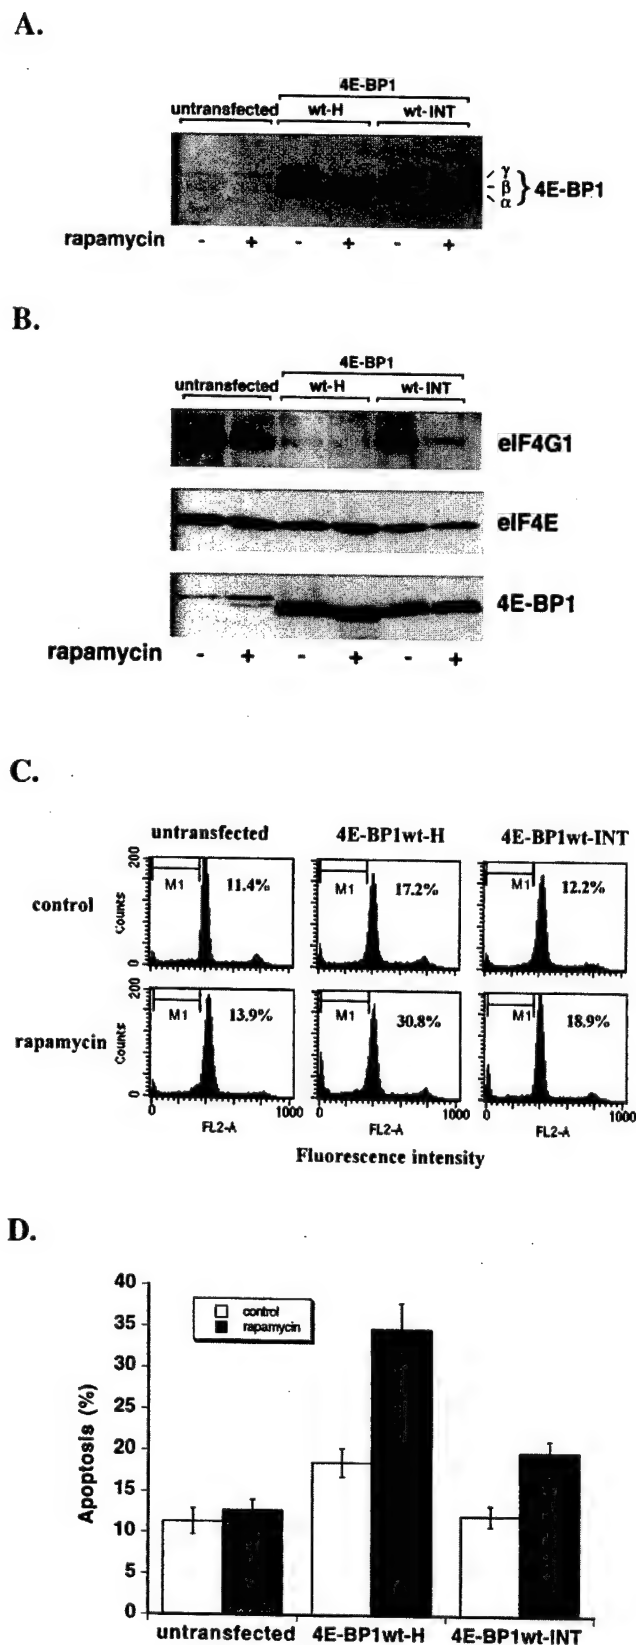 A.
4E-BP1
untransfected wt-H wt-INT
γ
β
α
4E-BP1
rapamycin - + - + - +
B.
4E-BP1
untransfected wt-H wt-INT
eIF4G1
eIF4E
4E-BP1
rapamycin - + - + - +
C.
untransfected 4E-BP1wt-H 4E-BP1wt-INT
control
200
Counts
0
M1 11.4%
M1 17.2%
M1 12.2%
rapamycin
200
Counts
0
M1 13.9%
M1 30.8%
M1 18.9%
0 1000 0 1000 0 1000
FL2-A FL2-A FL2-A
Fluorescence intensity
D.
Apoptosis (%)
40
35
30
25
20
15
10
5
0
control
rapamycin
untransfected 4E-BP1wt-H 4E-BP1wt-INT